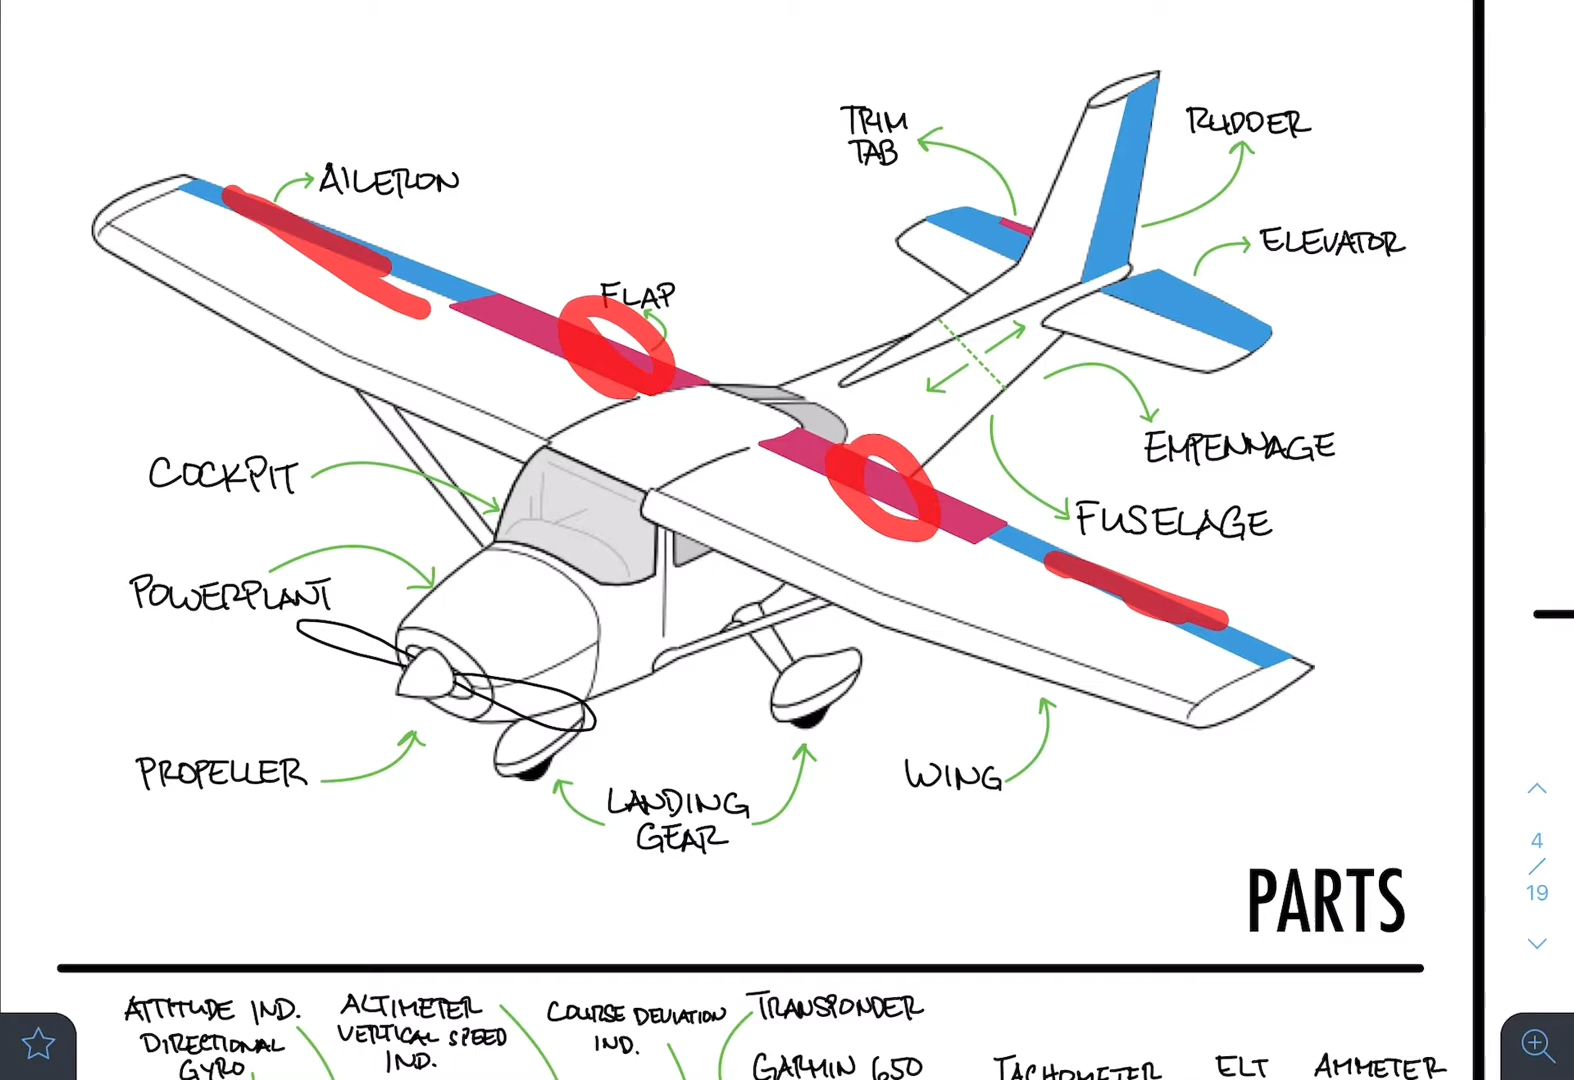 TRIM
TAB
RUDDER
AILERON
ELEVATOR
FLAP
COCKPIT
EMPENNAGE
FUSELAGE
POWERPLANT
PROPELLER
WING
LANDING
GEAR
PARTS
4
/
19
ATTITUDE IND.
DIRECTIONAL
GYRO
ALTIMETER
VERTICAL SPEED
IND.
COURSE DEVIATION
IND.
TRANSPONDER
GARMIN 650
TACHOMETER
ELT
AMMETER